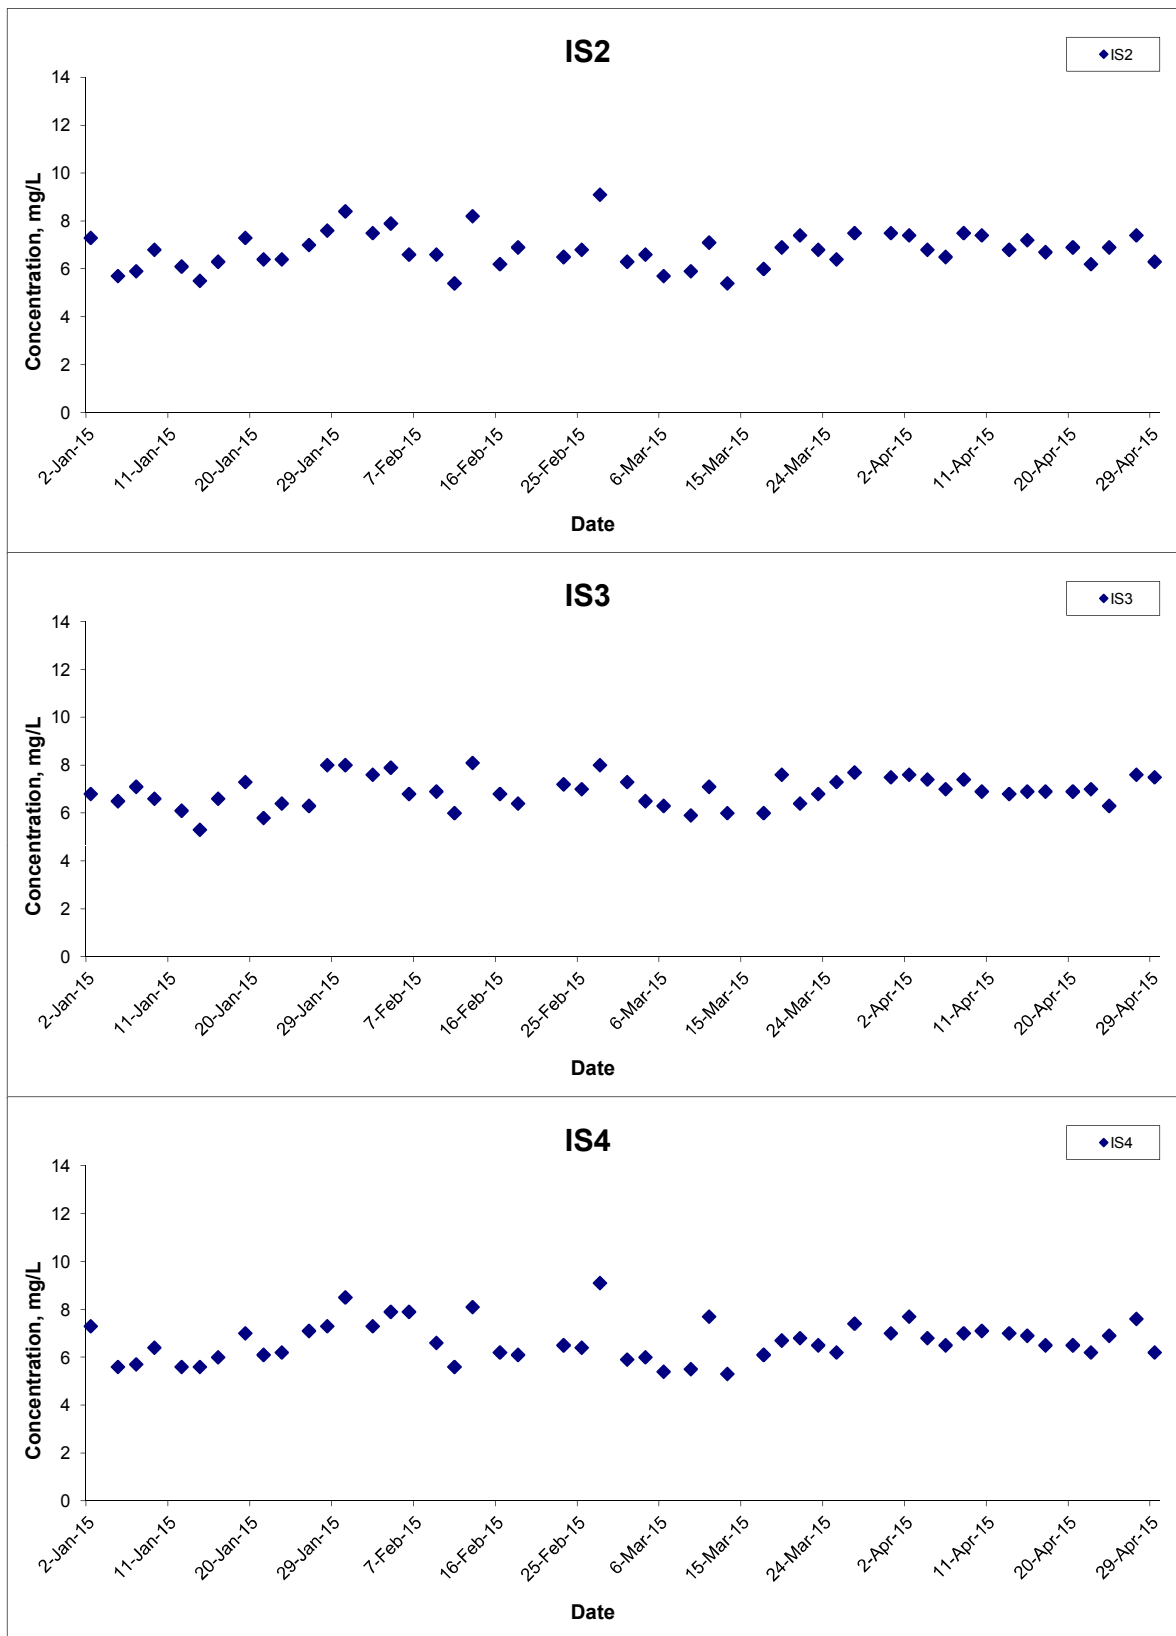 IS2
IS2
Concentration, mg/L
14
12
10
8
6
4
2
0
2-Jan-15
11-Jan-15
20-Jan-15
29-Jan-15
7-Feb-15
16-Feb-15
25-Feb-15
6-Mar-15
15-Mar-15
24-Mar-15
2-Apr-15
11-Apr-15
20-Apr-15
29-Apr-15
Date
IS3
IS3
Concentration, mg/L
14
12
10
8
6
4
2
0
2-Jan-15
11-Jan-15
20-Jan-15
29-Jan-15
7-Feb-15
16-Feb-15
25-Feb-15
6-Mar-15
15-Mar-15
24-Mar-15
2-Apr-15
11-Apr-15
20-Apr-15
29-Apr-15
Date
IS4
IS4
Concentration, mg/L
14
12
10
8
6
4
2
0
2-Jan-15
11-Jan-15
20-Jan-15
29-Jan-15
7-Feb-15
16-Feb-15
25-Feb-15
6-Mar-15
15-Mar-15
24-Mar-15
2-Apr-15
11-Apr-15
20-Apr-15
29-Apr-15
Date